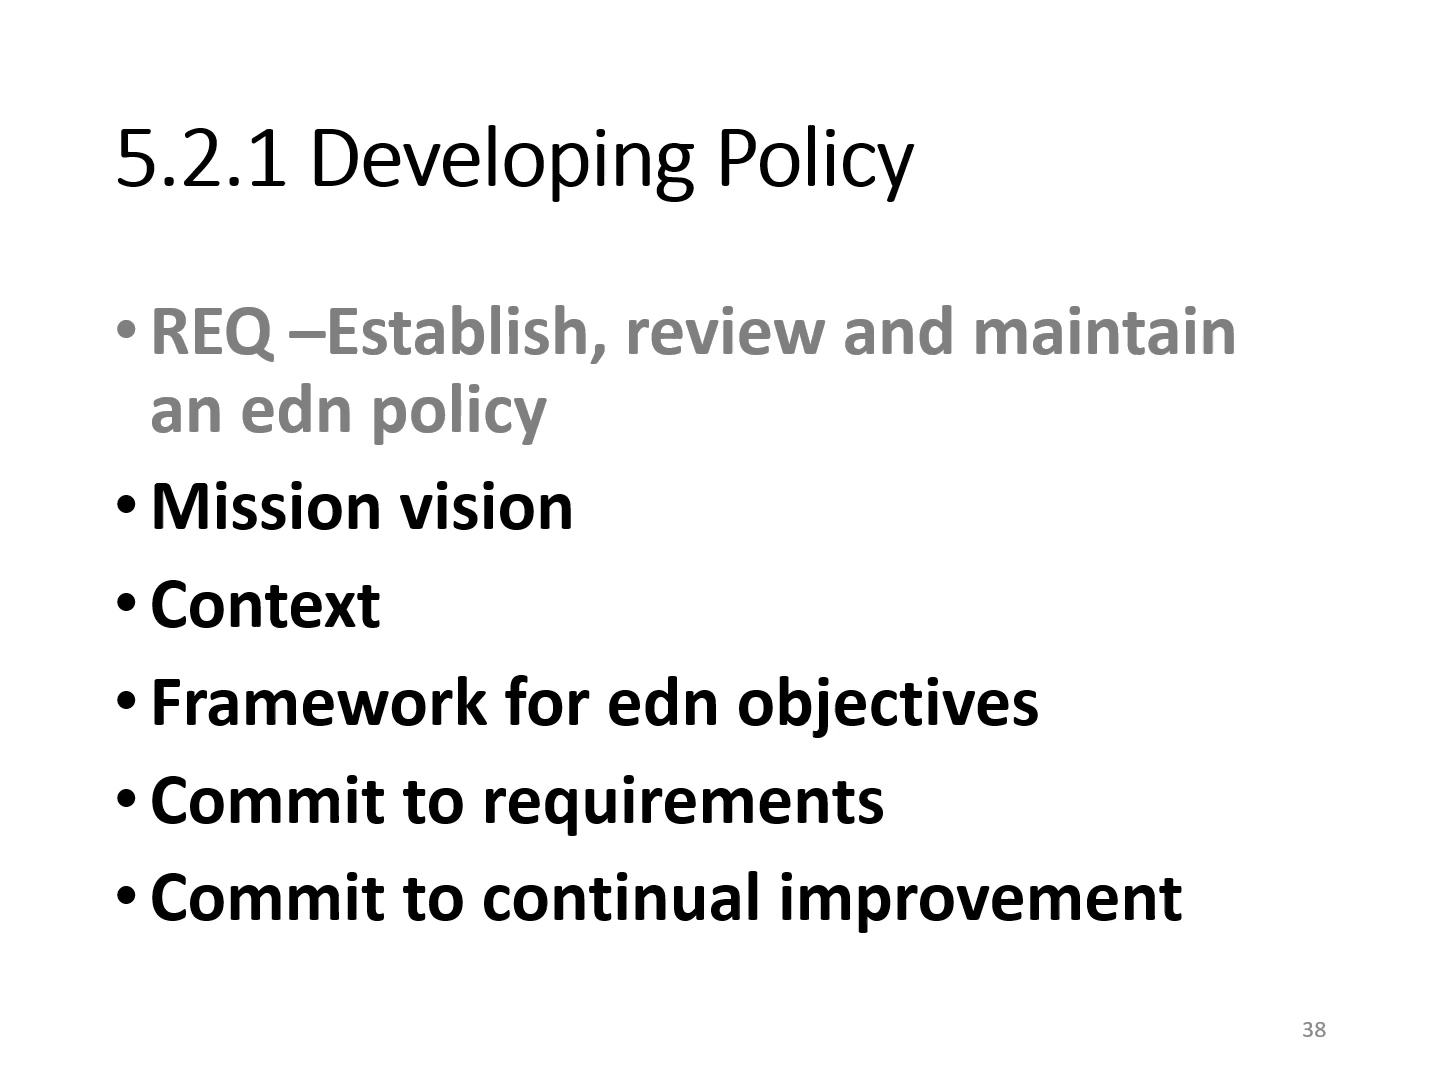 5.2.1 Developing Policy
• REQ –Establish, review and maintain
an edn policy
• Mission vision
• Context
• Framework for edn objectives
• Commit to requirements
• Commit to continual improvement
38